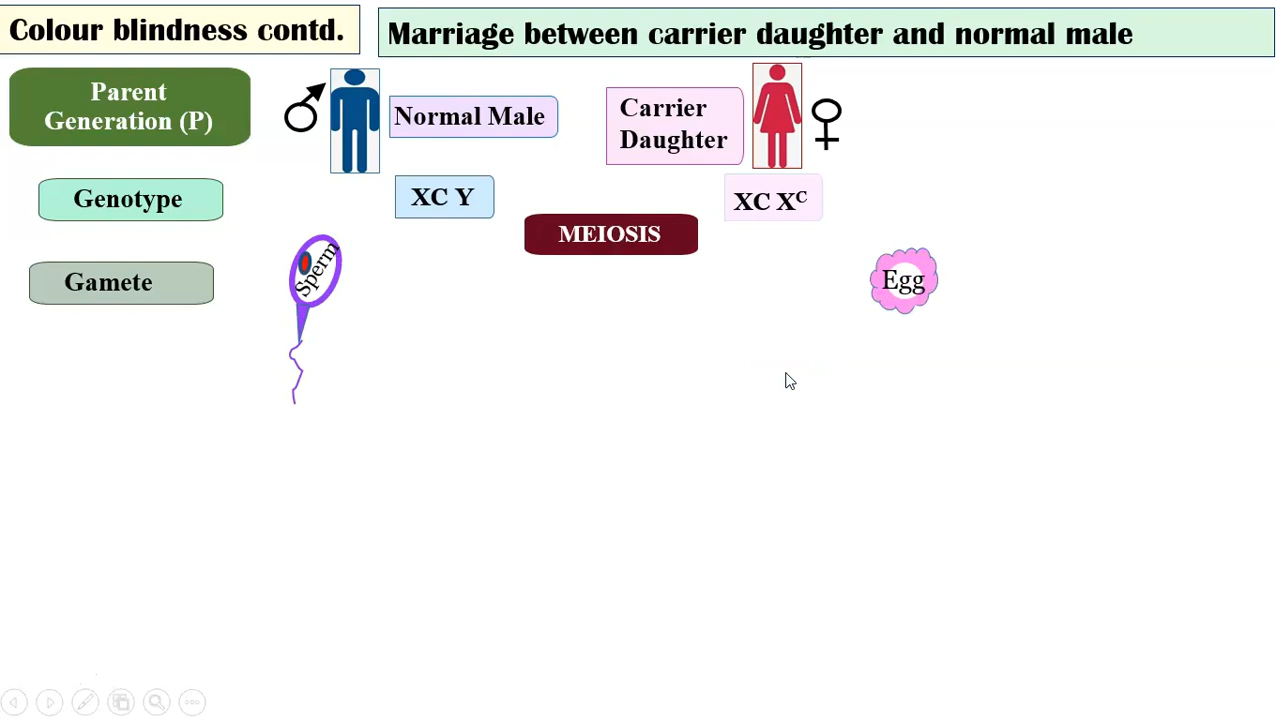 Colour blindness contd.
Marriage between carrier daughter and normal male
Parent
Generation (P)
Normal Male
Carrier
Daughter
Genotype
XC Y
XC Xᶜ
MEIOSIS
Gamete
Sperm
Egg